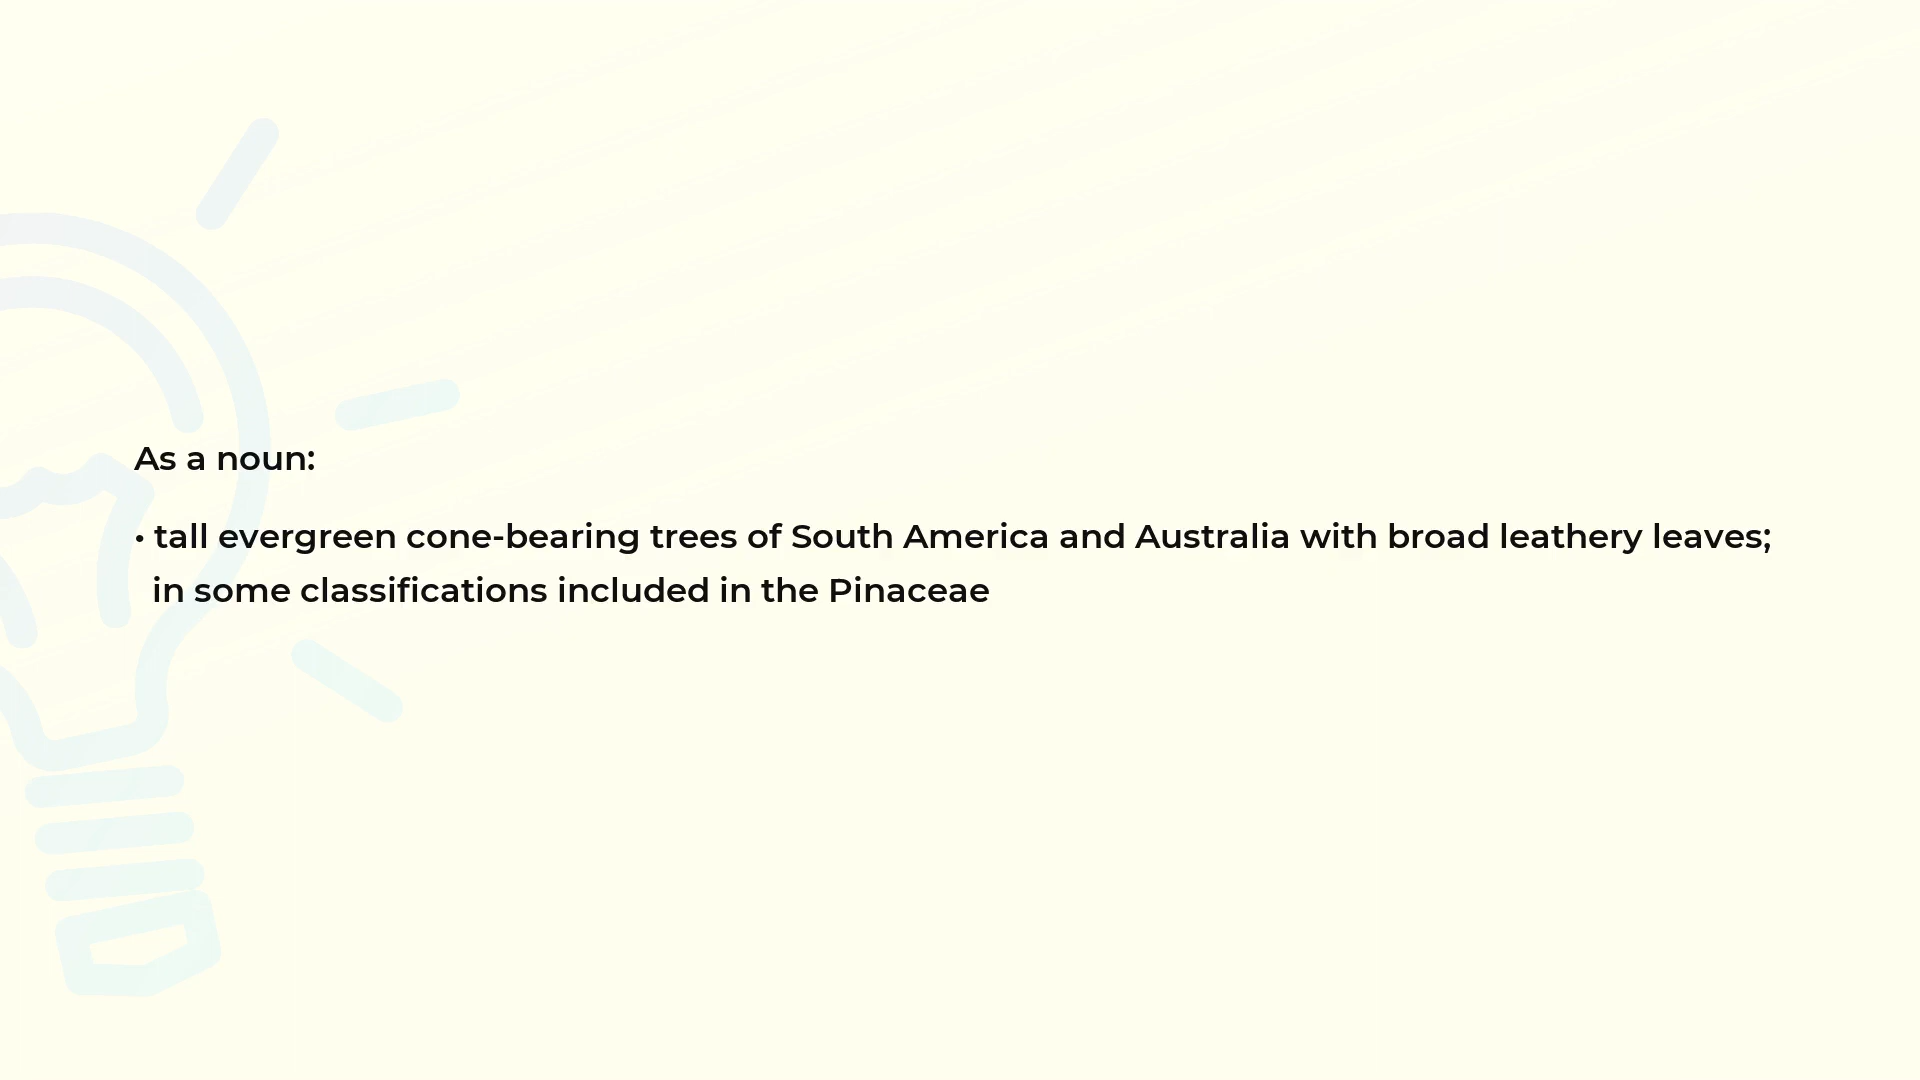 As a noun:
• tall evergreen cone-bearing trees of South America and Australia with broad leathery leaves;
in some classifications included in the Pinaceae